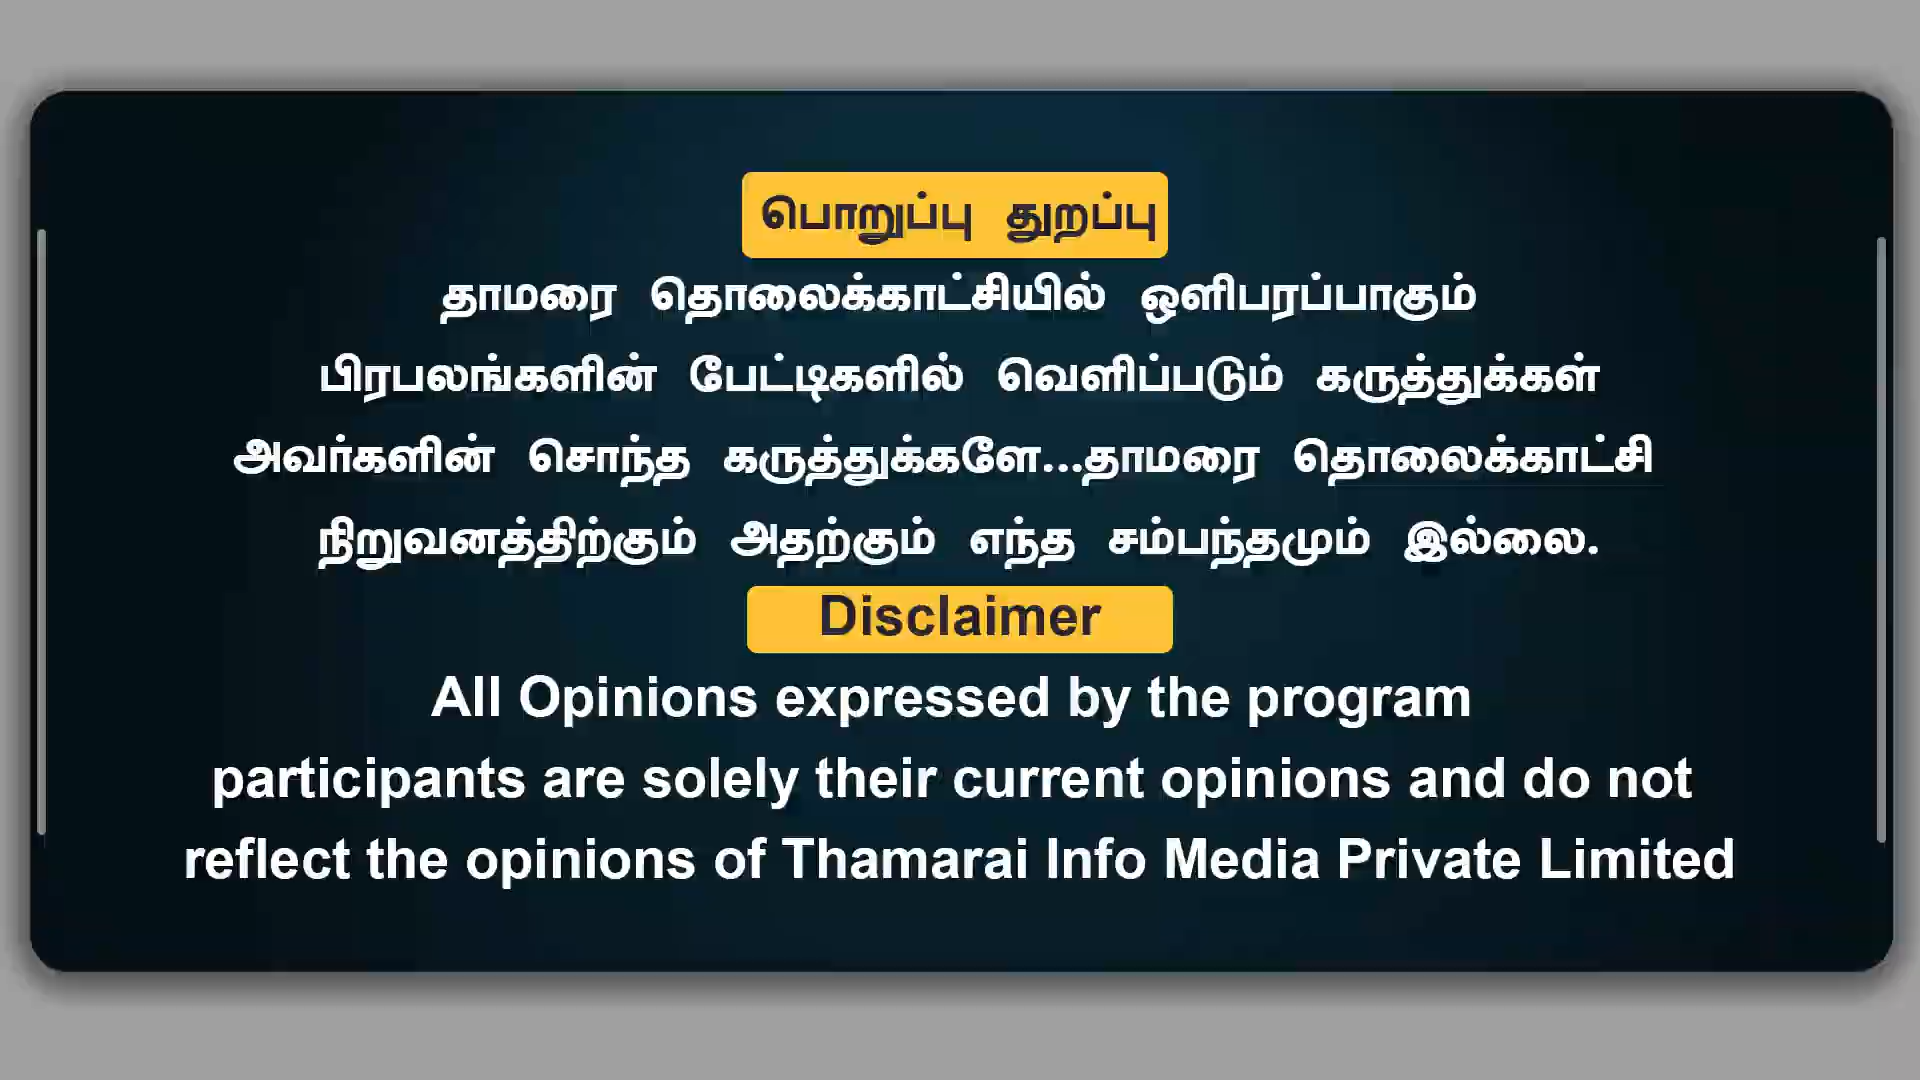 பொறுப்பு துறப்பு
தாமரை தொலைக்காட்சியில் ஒளிபரப்பாகும்
பிரபலங்களின் பேட்டிகளில் வெளிப்படும் கருத்துக்கள்
அவர்களின் சொந்த கருத்துக்களே...தாமரை தொலைக்காட்சி
நிறுவனத்திற்கும் அதற்கும் எந்த சம்பந்தமும் இல்லை.
Disclaimer
All Opinions expressed by the program
participants are solely their current opinions and do not
reflect the opinions of Thamarai Info Media Private Limited